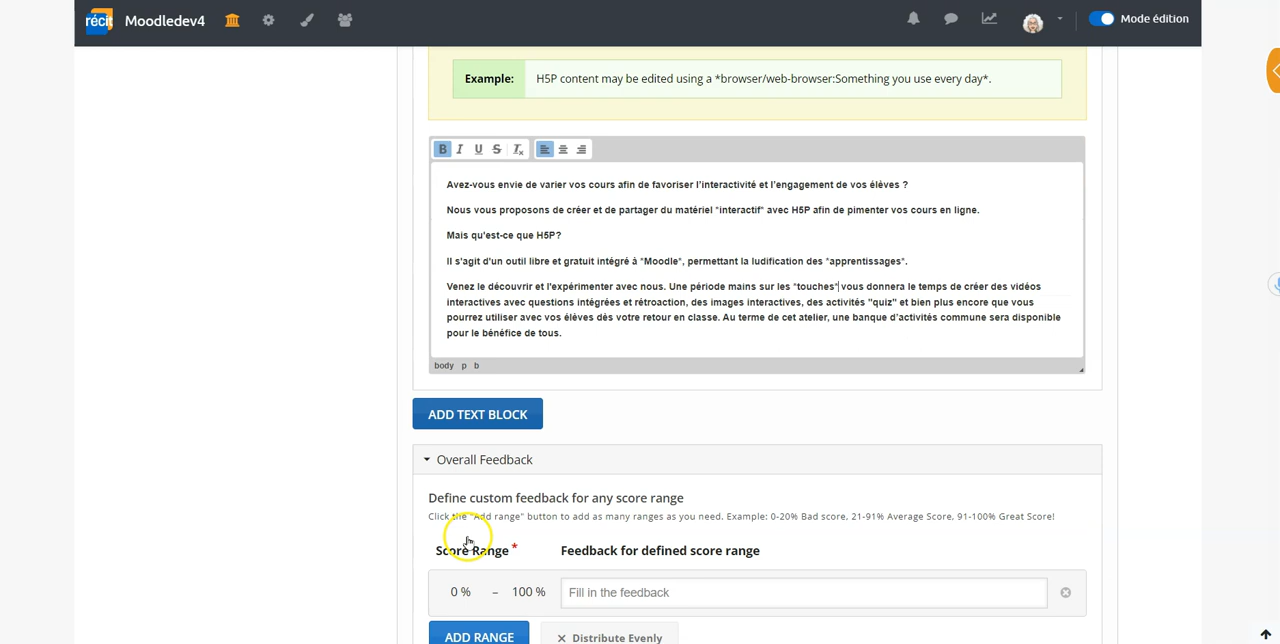 récit Moodledev4 Mode édition
Example: H5P content may be edited using a *browser/web-browser:Something you use every day*.
B I U S Tx
Avez-vous envie de varier vos cours afin de favoriser l'interactivité et l'engagement de vos élèves ?
Nous vous proposons de créer et de partager du matériel *interactif* avec H5P afin de pimenter vos cours en ligne.
Mais qu'est-ce que H5P?
Il s'agit d'un outil libre et gratuit intégré à *Moodle*, permettant la ludification des *apprentissages*.
Venez le découvrir et l'expérimenter avec nous. Une période mains sur les *touches* vous donnera le temps de créer des vidéos
interactives avec questions intégrées et rétroaction, des images interactives, des activités "quiz" et bien plus encore que vous
pourrez utiliser avec vos élèves dès votre retour en classe. Au terme de cet atelier, une banque d'activités commune sera disponible
pour le bénéfice de tous.
body p b
ADD TEXT BLOCK
Overall Feedback
Define custom feedback for any score range
Click the "Add range" button to add as many ranges as you need. Example: 0-20% Bad score, 21-91% Average Score, 91-100% Great Score!
Score Range * Feedback for defined score range
0 % – 100 % Fill in the feedback
ADD RANGE Distribute Evenly